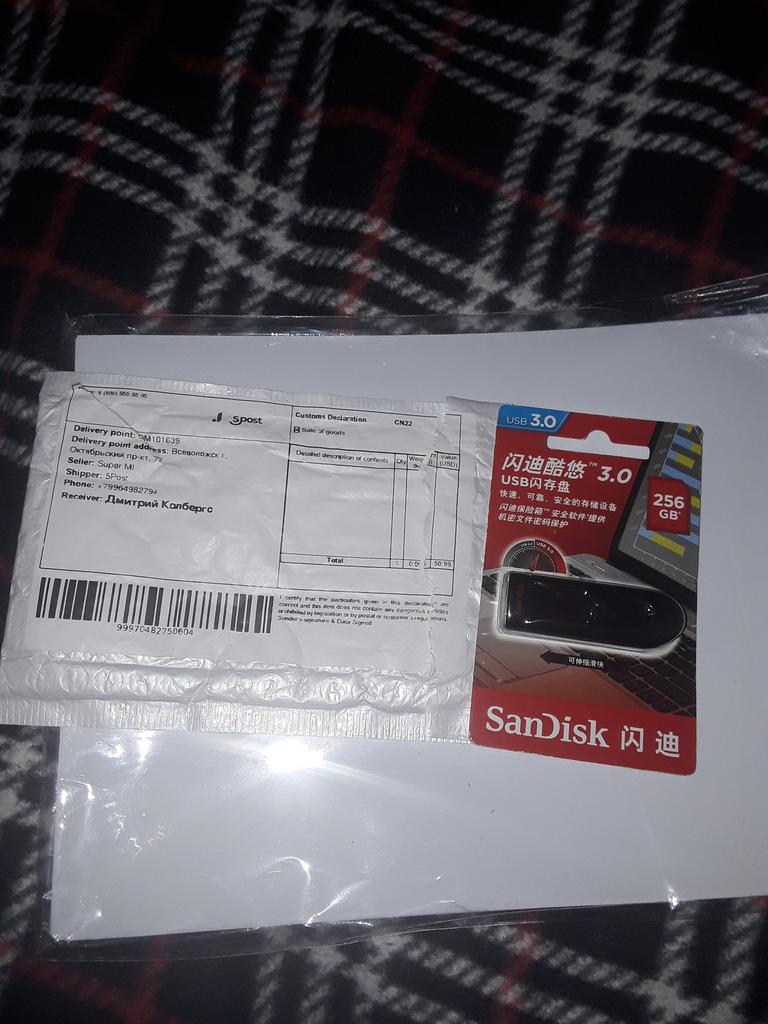 8 (800) 555 55 05
5post
Delivery point: PM101639
Delivery point address: Всеволожск г.
Октябрьский пр-кт, 7
Seller: Super MI
Shipper: 5Post
Phone: +78964982794
Receiver: Дмитрий Колбергс
Customs Declaration CN22
Sale of goods
Detailed description of contents Qty Value (USD)
Total 1 50.99
99970482750604
I certify that the particulars given in this declaration are
correct and this item does not contain any dangerous articles
prohibited by legislation or by postal or customs regulations.
Sender's signature & Data Signed
USB 3.0
闪迪酷悠™ 3.0
USB闪存盘
快速，可靠，安全的存储设备
闪迪保险箱™安全软件*提供
机密文件密码保护
256
GB*
USB 3.0
SanDisk
可伸缩滑块
SanDisk 闪迪